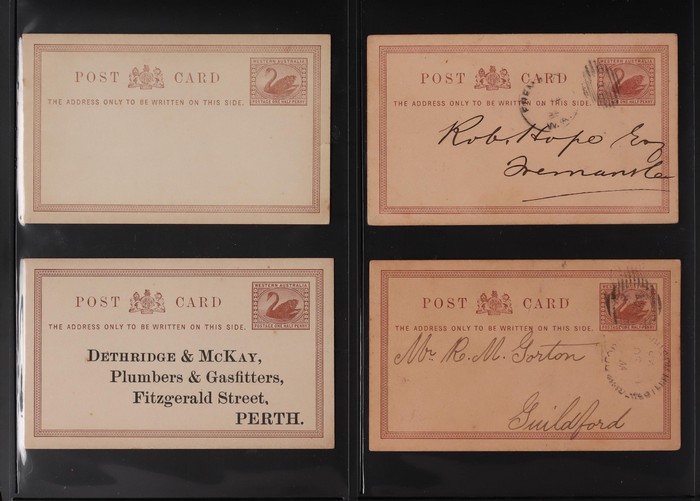 WESTERN AUSTRALIA
POST CARD
THE ADDRESS ONLY TO BE WRITTEN ON THIS SIDE.
POSTAGE ONE HALF PENNY
POST CARD
THE ADDRESS ONLY TO BE WRITTEN ON THIS SIDE.
Rob. Hope Esq
Fremantle
WESTERN AUSTRALIA
POST CARD
THE ADDRESS ONLY TO BE WRITTEN ON THIS SIDE.
POSTAGE ONE HALF PENNY
DETHRIDGE & MCKAY,
Plumbers & Gasfitters,
Fitzgerald Street,
PERTH.
WESTERN AUSTRALIA
POST CARD
THE ADDRESS ONLY TO BE WRITTEN ON THIS SIDE.
POSTAGE ONE HALF PENNY
Mr. R. M. Gorton
Guildford